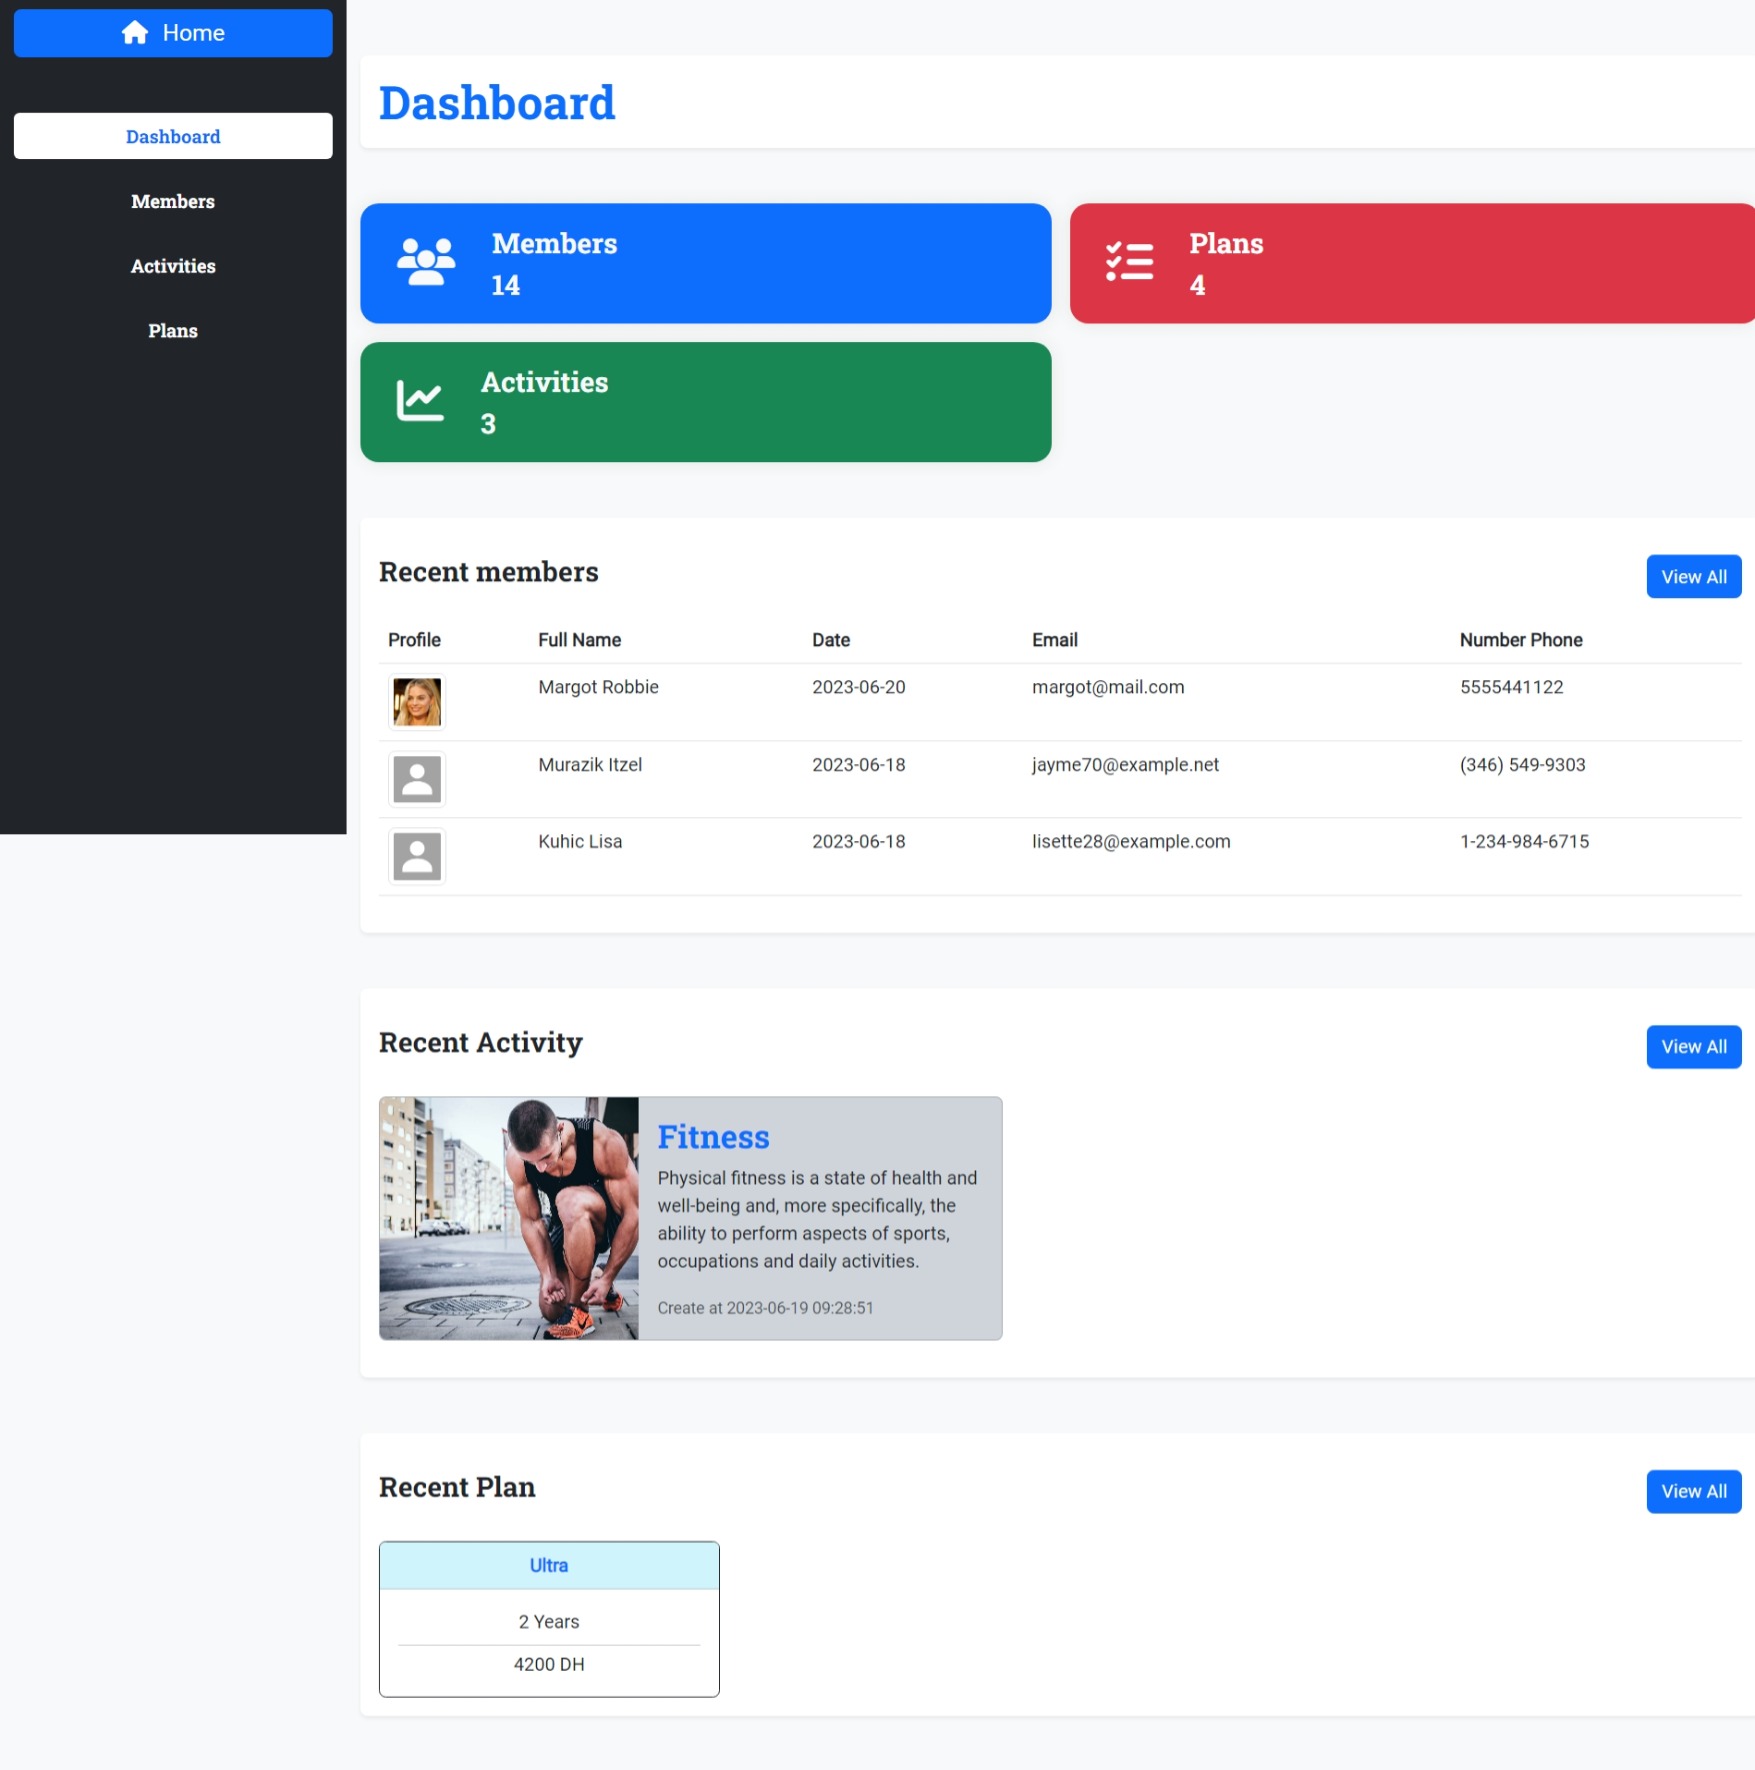 Home
Dashboard
Members
Activities
Plans
Dashboard
Members
14
Plans
4
Activities
3
Recent members
View All
Profile Full Name Date Email Number Phone
Margot Robbie 2023-06-20 margot@mail.com 5555441122
Murazik Itzel 2023-06-18 jayme70@example.net (346) 549-9303
Kuhic Lisa 2023-06-18 lisette28@example.com 1-234-984-6715
Recent Activity
View All
Fitness
Physical fitness is a state of health and
well-being and, more specifically, the
ability to perform aspects of sports,
occupations and daily activities.
Create at 2023-06-19 09:28:51
Recent Plan
View All
Ultra
2 Years
4200 DH